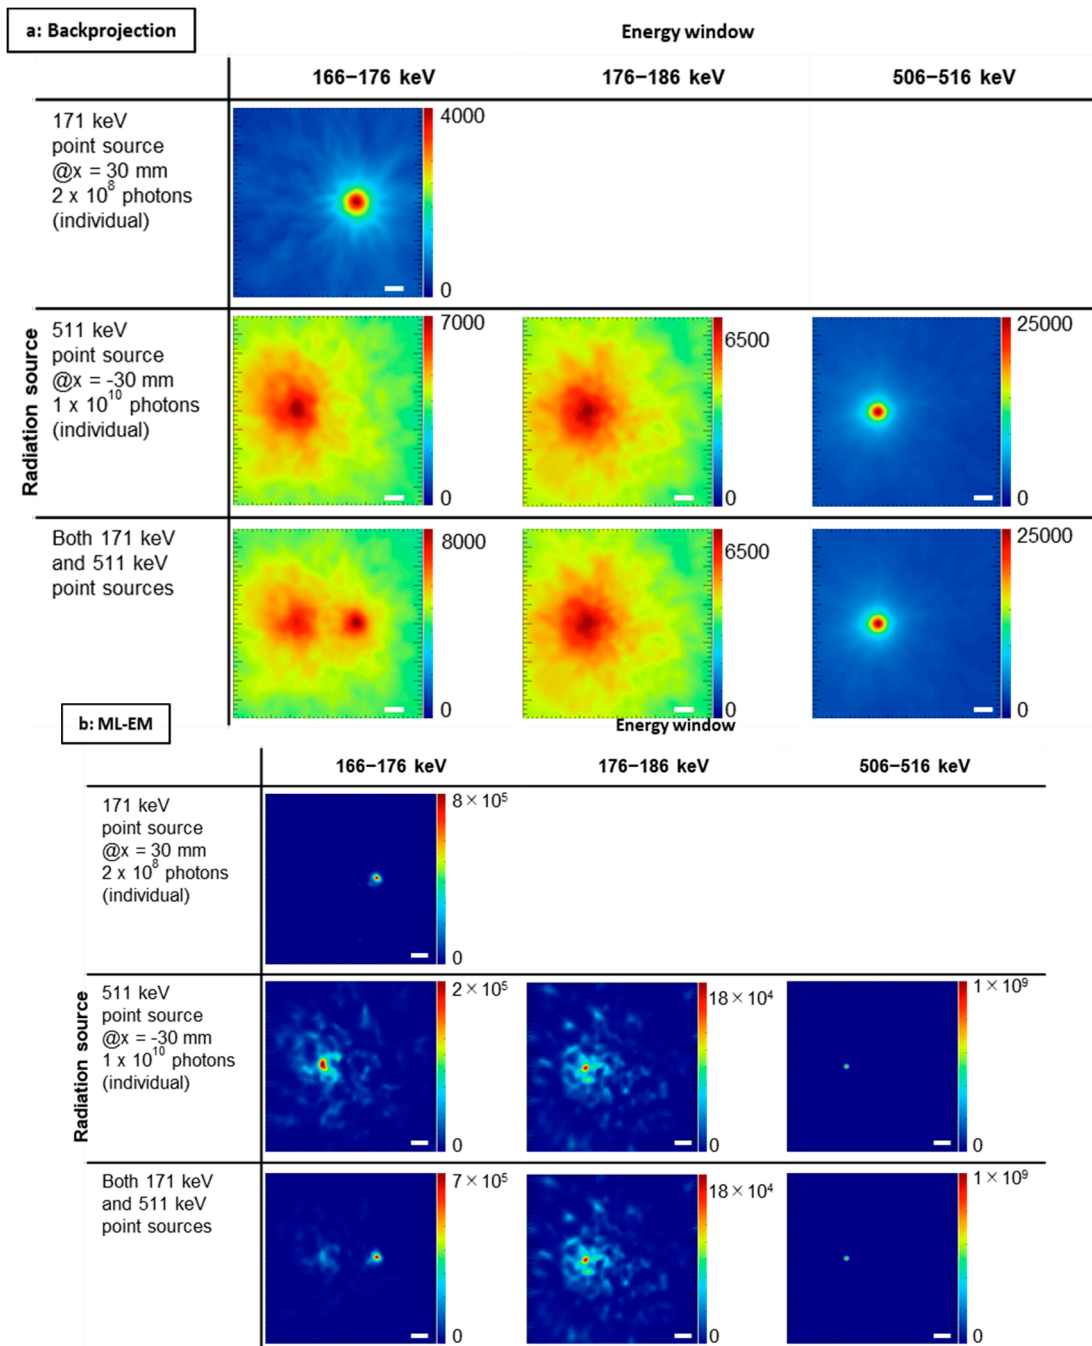 a: Backprojection
Energy window
166−176 keV 176−186 keV 506−516 keV
Radiation source
171 keV
point source
@x = 30 mm
2 x 10⁸ photons
(individual)
4000
0
511 keV
point source
@x = -30 mm
1 x 10¹⁰ photons
(individual)
7000
0
6500
0
25000
0
Both 171 keV
and 511 keV
point sources
8000
0
6500
0
25000
0
b: ML-EM
Energy window
166−176 keV 176−186 keV 506−516 keV
Radiation source
171 keV
point source
@x = 30 mm
2 x 10⁸ photons
(individual)
8×10⁵
0
511 keV
point source
@x = -30 mm
1 x 10¹⁰ photons
(individual)
2×10⁵
0
18×10⁴
0
1×10⁹
0
Both 171 keV
and 511 keV
point sources
7×10⁵
0
18×10⁴
0
1×10⁹
0